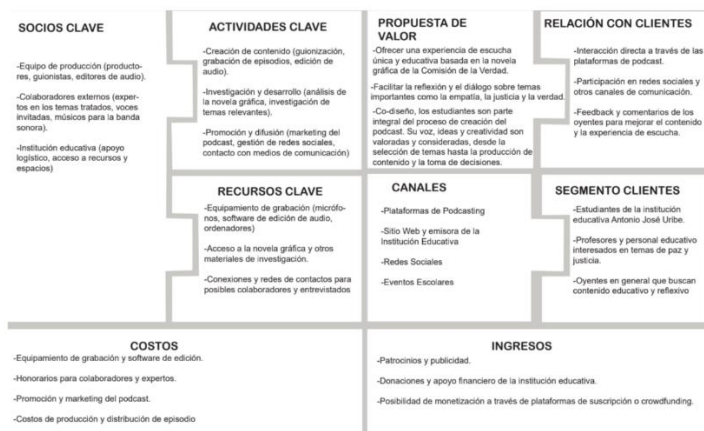 SOCIOS CLAVE
-Equipo de producción (producto-
res, guionistas, editores de audio).
-Colaboradores externos (exper-
tos en los temas tratados, voces
invitadas, músicos para la banda
sonora).
-Institución educativa (apoyo
logístico, acceso a recursos y
espacios)
ACTIVIDADES CLAVE
-Creación de contenido (guionización,
grabación de episodios, edición de
audio).
-Investigación y desarrollo (análisis de
la novela gráfica, investigación de
temas relevantes).
-Promoción y difusión (marketing del
podcast, gestión de redes sociales,
contacto con medios de comunicación)
RECURSOS CLAVE
-Equipamiento de grabación (micrófo-
nos, software de edición de audio,
ordenadores)
-Acceso a la novela gráfica y otros
materiales de investigación.
-Conexiones y redes de contactos para
posibles colaboradores y entrevistados
PROPUESTA DE
VALOR
-Ofrecer una experiencia de escucha
única y educativa basada en la novela
gráfica de la Comisión de la Verdad.
-Facilitar la reflexión y el diálogo sobre temas
importantes como la empatía, la justicia y la verdad.
-Co-diseño, los estudiantes son parte
integral del proceso de creación del
podcast. Su voz, ideas y creatividad son
valoradas y consideradas, desde la
selección de temas hasta la producción de
contenido y la toma de decisiones.
CANALES
-Plataformas de Podcasting
-Sitio Web y emisora de la
Institución Educativa
-Redes Sociales
-Eventos Escolares
RELACIÓN CON CLIENTES
-Interacción directa a través de las
plataformas de podcast.
-Participación en redes sociales y
otros canales de comunicación.
-Feedback y comentarios de los
oyentes para mejorar el contenido
y la experiencia de escucha.
SEGMENTO CLIENTES
-Estudiantes de la institución
educativa Antonio José Uribe.
-Profesores y personal educativo
interesados en temas de paz y
justicia.
-Oyentes en general que buscan
contenido educativo y reflexivo
COSTOS
-Equipamiento de grabación y software de edición.
-Honorarios para colaboradores y expertos.
-Promoción y marketing del podcast.
-Costos de producción y distribución de episodio
INGRESOS
-Patrocinios y publicidad.
-Donaciones y apoyo financiero de la institución educativa.
-Posibilidad de monetización a través de plataformas de suscripción o crowdfunding.